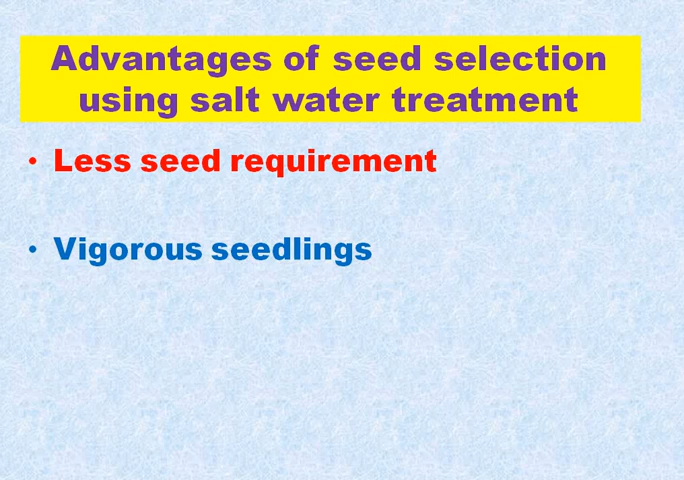 Advantages of seed selection
using salt water treatment
• Less seed requirement
• Vigorous seedlings